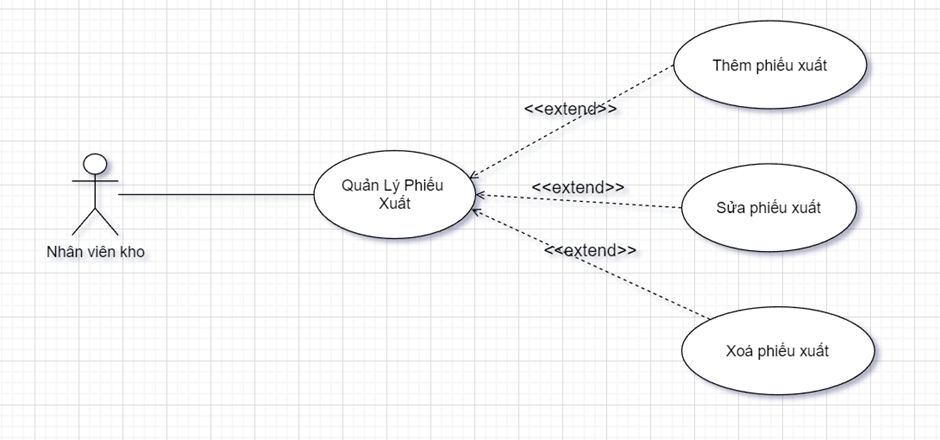 Thêm phiếu xuất
<<extend>>
Quản Lý Phiếu
Xuất
<<extend>>
Sửa phiếu xuất
Nhân viên kho
<<extend>>
Xoá phiếu xuất